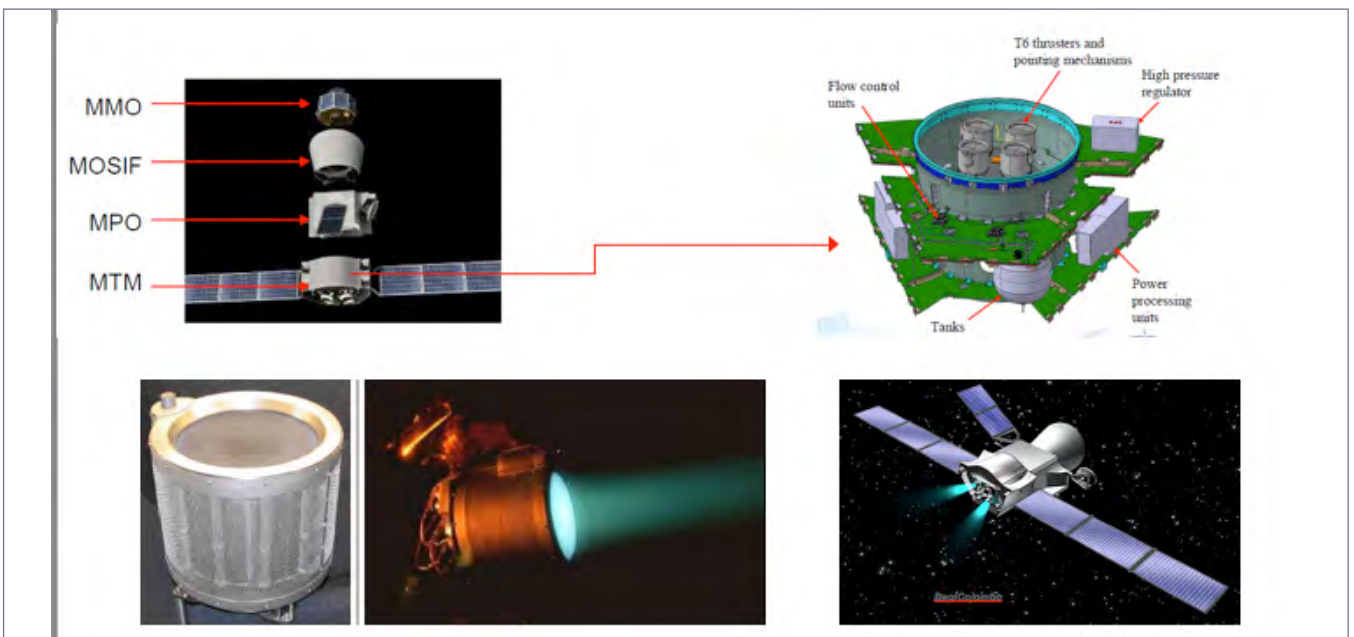 MMO
MOSIF
MPO
MTM
T6 thrusters and
pointing mechanisms
High pressure
regulator
Flow control
units
Power
processing
units
Tanks
BepiColombo